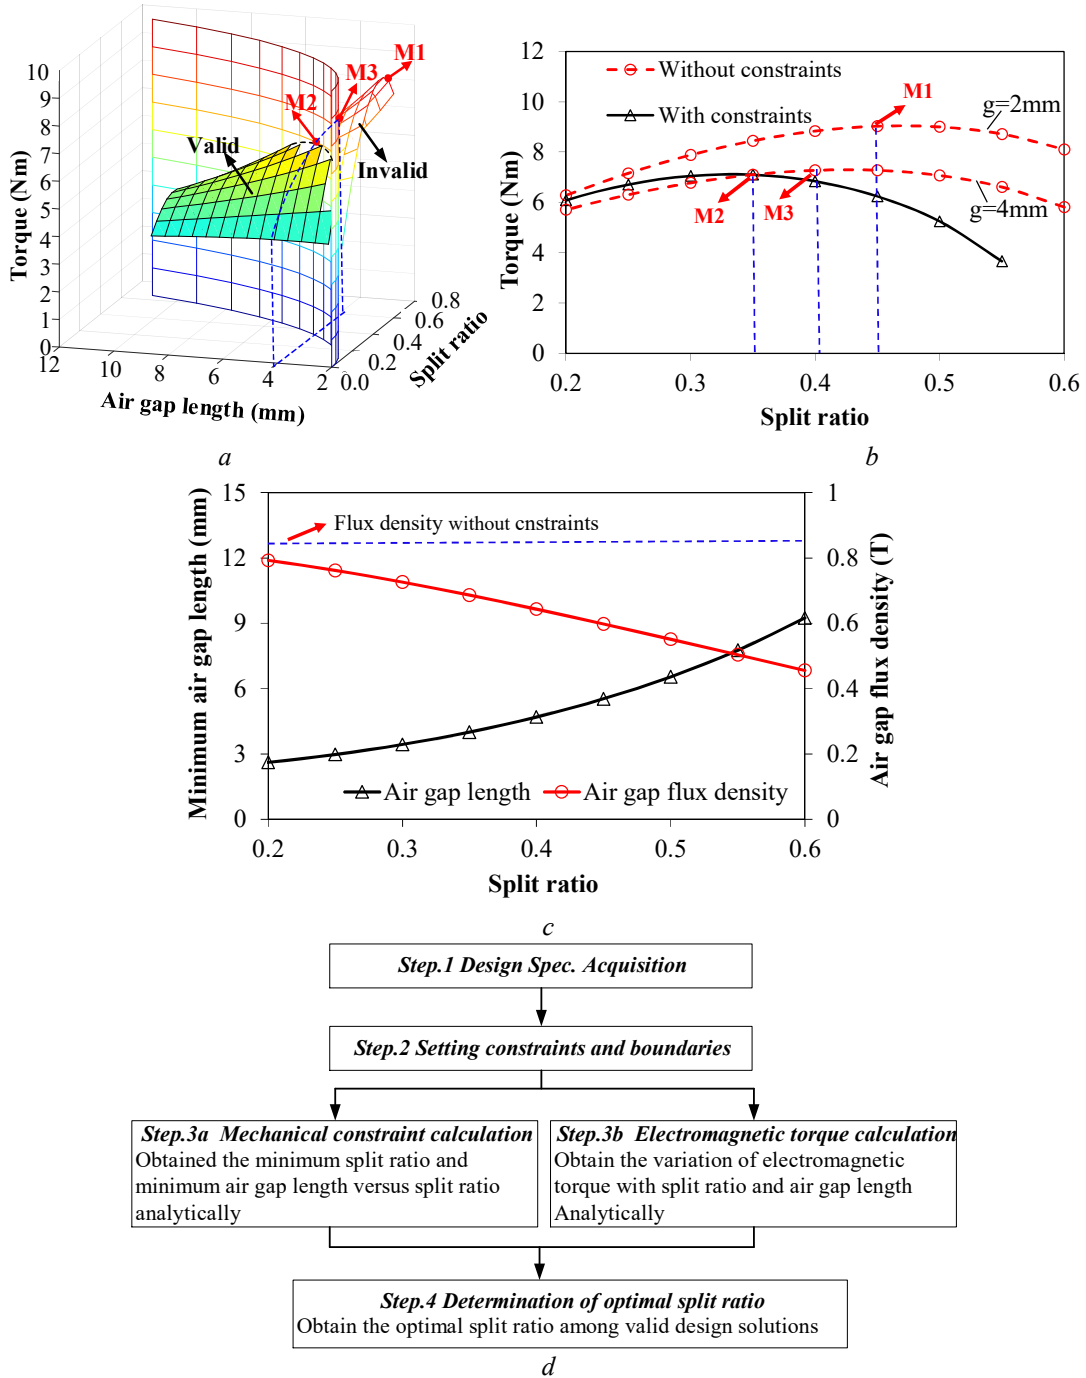 10
9
8
7
6
5
4
3
2
1
0
Torque (Nm)
12
10
8
6
4
2
Air gap length (mm)
0.0
0.2
0.4
0.6
0.8
Split ratio
M1
M3
M2
Valid
Invalid
a
12
10
8
6
4
2
0
Torque (Nm)
Without constraints
With constraints
M1
M2
M3
g=2mm
g=4mm
0.2 0.3 0.4 0.5 0.6
Split ratio
b
15
12
9
6
3
0
Minimum air gap length (mm)
Flux density without cnstraints
Air gap length
Air gap flux density
1
0.8
0.6
0.4
0.2
0
Air gap flux density (T)
0.2 0.3 0.4 0.5 0.6
Split ratio
c
Step.1 Design Spec. Acquisition
Step.2 Setting constraints and boundaries
Step.3a Mechanical constraint calculation
Obtained the minimum split ratio and
minimum air gap length versus split ratio
analytically
Step.3b Electromagnetic torque calculation
Obtain the variation of electromagnetic
torque with split ratio and air gap length
Analytically
Step.4 Determination of optimal split ratio
Obtain the optimal split ratio among valid design solutions
d